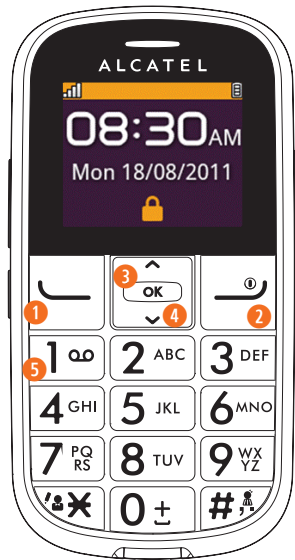 ALCATEL
08:30AM
Mon 18/08/2011
3
OK
1
4
2
5
1 2 ABC 3 DEF
4 GHI 5 JKL 6 MNO
7 PQ RS 8 TUV 9 WX YZ
0 + #